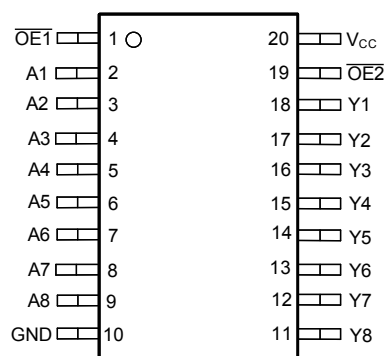 O̅E̅1̅ 1 20 VCC
A1 2 19 O̅E̅2̅
A2 3 18 Y1
A3 4 17 Y2
A4 5 16 Y3
A5 6 15 Y4
A6 7 14 Y5
A7 8 13 Y6
A8 9 12 Y7
GND 10 11 Y8